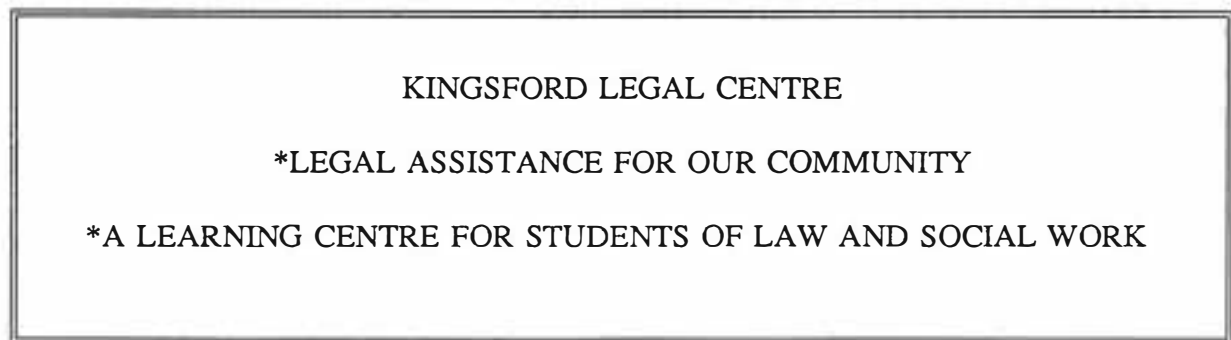 KINGSFORD LEGAL CENTRE
*LEGAL ASSISTANCE FOR OUR COMMUNITY
*A LEARNING CENTRE FOR STUDENTS OF LAW AND SOCIAL WORK